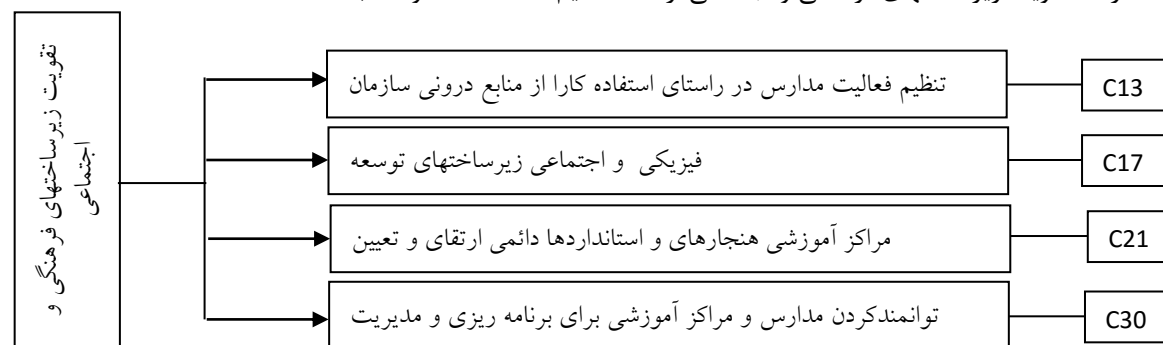 تقویت زیرساختهای فرهنگی و
اجتماعی
تنظیم فعالیت مدارس در راستای استفاده کارا از منابع درونی سازمان
C13
فیزیکی و اجتماعی زیرساختهای توسعه
C17
مراکز آموزشی هنجارهای و استانداردها دائمی ارتقای و تعیین
C21
توانمندکردن مدارس و مراکز آموزشی برای برنامه ریزی و مدیریت
C30